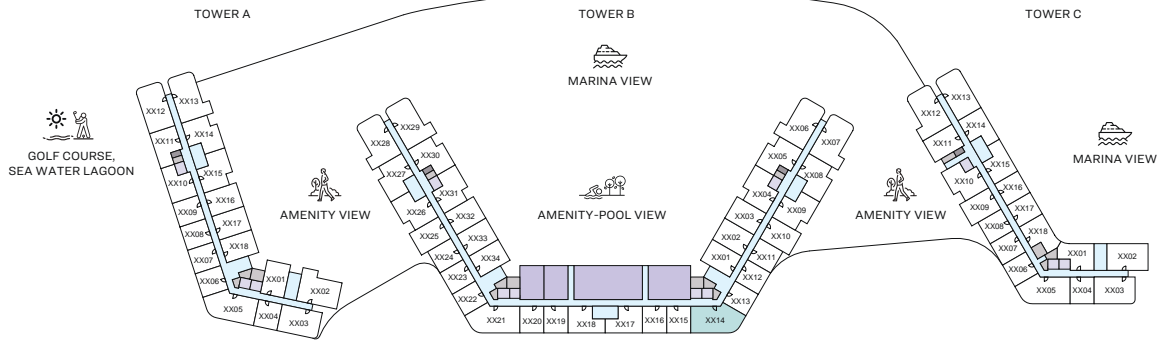 TOWER A
TOWER B
TOWER C
MARINA VIEW
GOLF COURSE,
SEA WATER LAGOON
AMENITY VIEW
AMENITY-POOL VIEW
AMENITY VIEW
MARINA VIEW
XX12
XX13
XX11
XX14
XX10
XX15
XX09
XX16
XX08
XX17
XX07
XX18
XX06
XX01
XX02
XX05
XX04
XX03
XX29
XX28
XX30
XX27
XX31
XX26
XX32
XX25
XX33
XX24
XX34
XX23
XX22
XX21
XX20
XX19
XX18
XX17
XX16
XX15
XX14
XX13
XX12
XX11
XX10
XX09
XX08
XX07
XX06
XX05
XX04
XX03
XX02
XX01
XX13
XX12
XX14
XX11
XX15
XX10
XX16
XX09
XX17
XX08
XX18
XX07
XX06
XX01
XX02
XX05
XX04
XX03